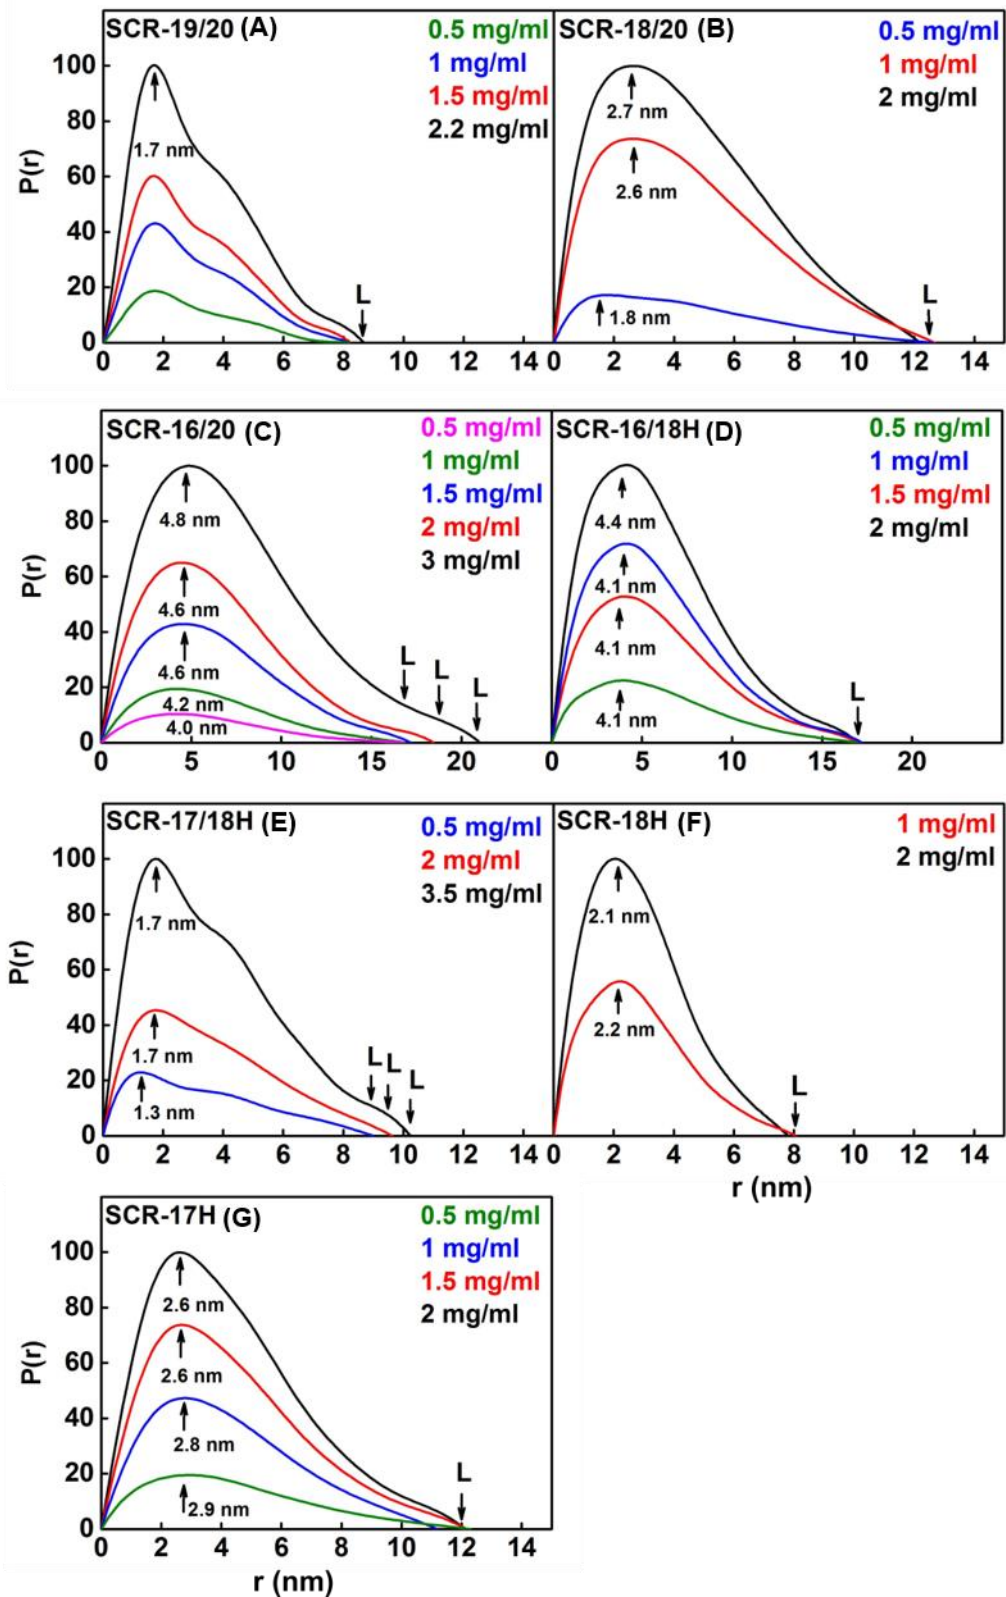 SCR-19/20 (A)
0.5 mg/ml
1 mg/ml
1.5 mg/ml
2.2 mg/ml
P(r)
100
80
60
40
20
0
1.7 nm
L
0 2 4 6 8 10 12 14
SCR-18/20 (B)
0.5 mg/ml
1 mg/ml
2 mg/ml
2.7 nm
2.6 nm
1.8 nm
L
0 2 4 6 8 10 12 14
SCR-16/20 (C)
0.5 mg/ml
1 mg/ml
1.5 mg/ml
2 mg/ml
3 mg/ml
P(r)
100
80
60
40
20
0
4.8 nm
4.6 nm
4.6 nm
4.2 nm
4.0 nm
L L L
0 5 10 15 20
SCR-16/18H (D)
0.5 mg/ml
1 mg/ml
1.5 mg/ml
2 mg/ml
4.4 nm
4.1 nm
4.1 nm
4.1 nm
L
0 5 10 15 20
SCR-17/18H (E)
0.5 mg/ml
2 mg/ml
3.5 mg/ml
P(r)
100
80
60
40
20
0
1.7 nm
1.7 nm
1.3 nm
L L L
0 2 4 6 8 10 12 14
SCR-18H (F)
1 mg/ml
2 mg/ml
2.1 nm
2.2 nm
L
0 2 4 6 8 10 12 14
r (nm)
SCR-17H (G)
0.5 mg/ml
1 mg/ml
1.5 mg/ml
2 mg/ml
P(r)
100
80
60
40
20
0
2.6 nm
2.6 nm
2.8 nm
2.9 nm
L
0 2 4 6 8 10 12 14
r (nm)